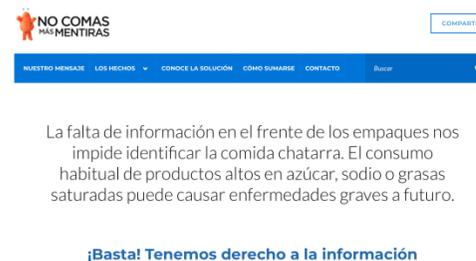 NO COMAS
MÁS MENTIRAS
COMPARTE
NUESTRO MENSAJE LOS HECHOS CONOCE LA SOLUCIÓN CÓMO SUMARSE CONTACTO Buscar
La falta de información en el frente de los empaques nos
impide identificar la comida chatarra. El consumo
habitual de productos altos en azúcar, sodio o grasas
saturadas puede causar enfermedades graves a futuro.
¡Basta! Tenemos derecho a la información